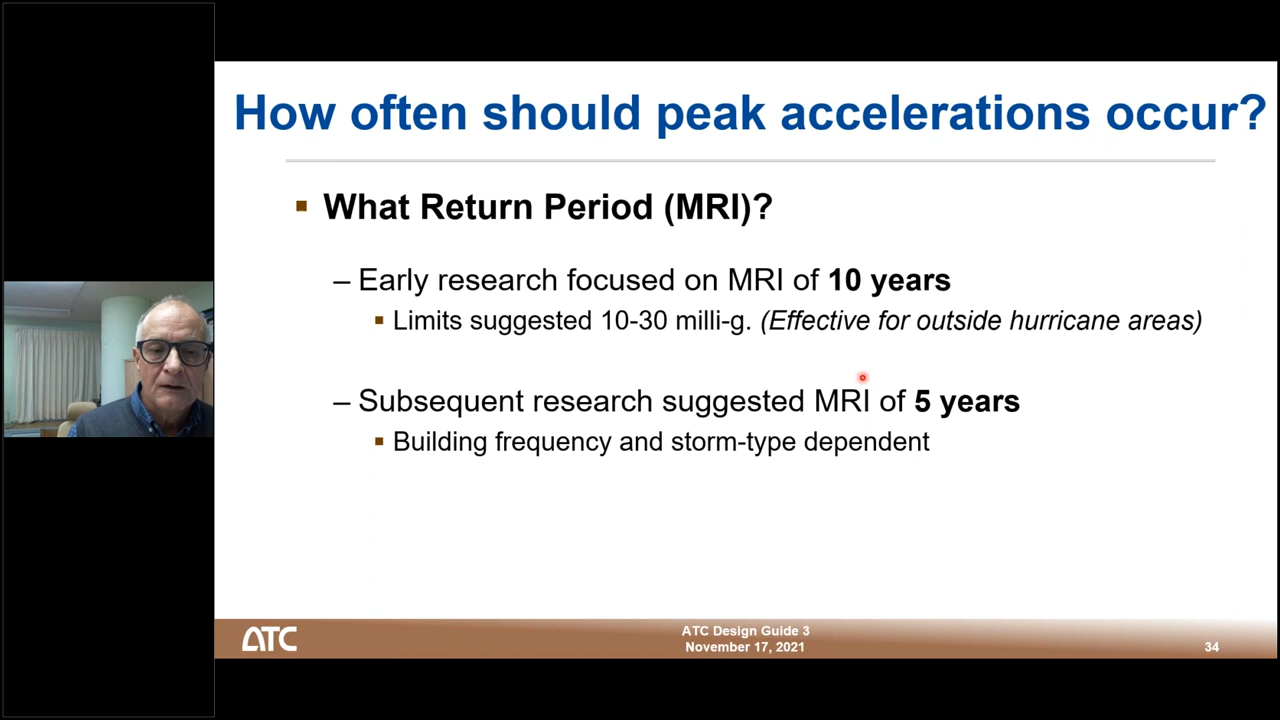 How often should peak accelerations occur?
▪ What Return Period (MRI)?
– Early research focused on MRI of 10 years
▪ Limits suggested 10-30 milli-g. (Effective for outside hurricane areas)
– Subsequent research suggested MRI of 5 years
▪ Building frequency and storm-type dependent
ATC
ATC Design Guide 3
November 17, 2021
34